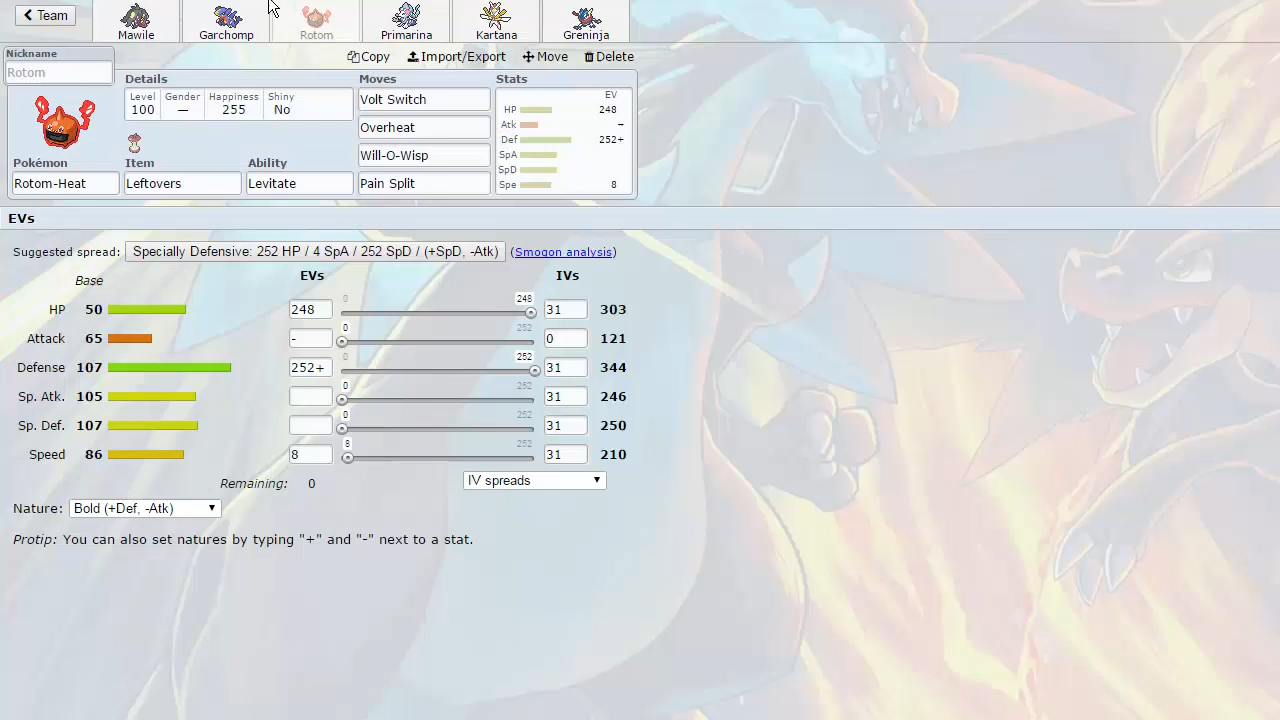 Team
Mawile Garchomp Rotom Primarina Kartana Greninja
Copy Import/Export Move Delete
Nickname
Rotom
Details Moves Stats
Level Gender Happiness Shiny
100 — 255 No
Volt Switch
Overheat
Will-O-Wisp
Pain Split
EV
HP 248
Atk –
Def 252+
SpA
SpD
Spe 8
Pokémon Item Ability
Rotom-Heat Leftovers Levitate
EVs
Suggested spread: Specially Defensive: 252 HP / 4 SpA / 252 SpD / (+SpD, -Atk) (Smogon analysis)
Base EVs IVs
HP 50 248 0 248 31 303
Attack 65 - 0 252 0 121
Defense 107 252+ 0 252 31 344
Sp. Atk. 105 0 252 31 246
Sp. Def. 107 0 252 31 250
Speed 86 8 8 252 31 210
Remaining: 0 IV spreads
Nature: Bold (+Def, -Atk)
Protip: You can also set natures by typing "+" and "-" next to a stat.